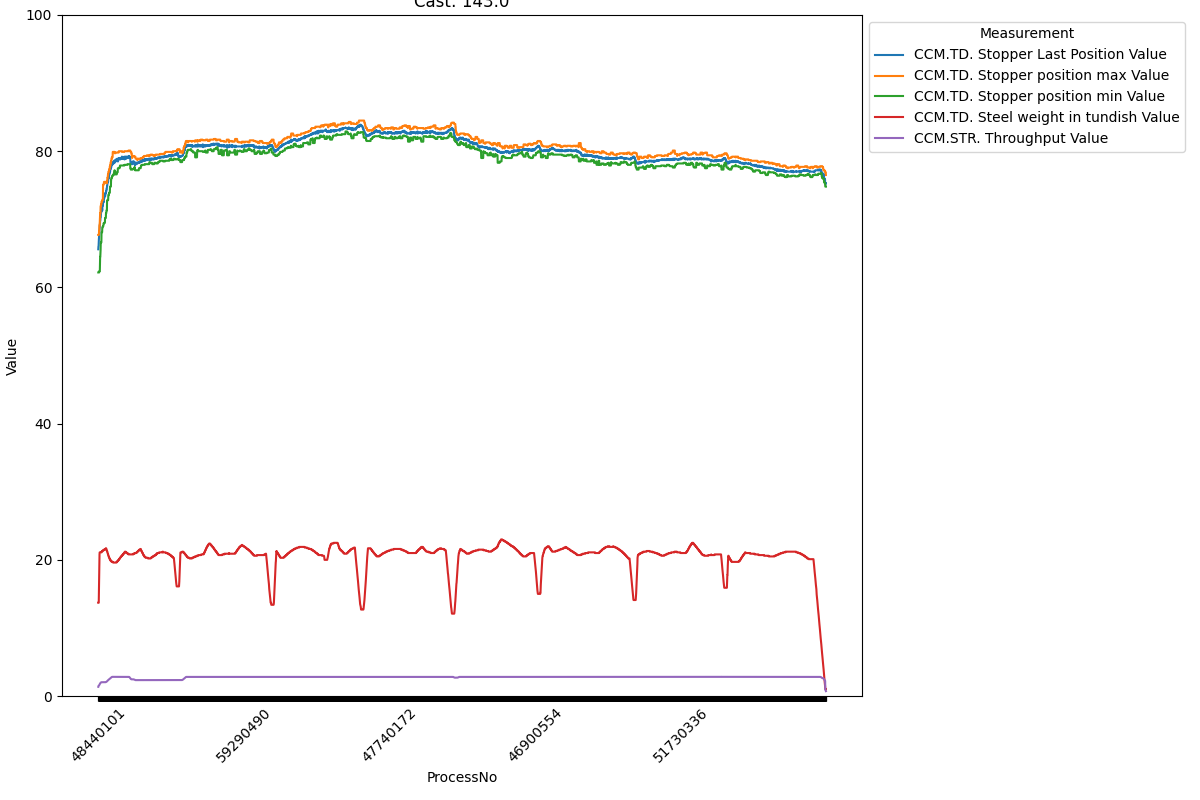 Cast: 143.0
100
80
60
40
20
0
Value
48440101
59290490
47740172
46900554
51730336
ProcessNo
Measurement
CCM.TD. Stopper Last Position Value
CCM.TD. Stopper position max Value
CCM.TD. Stopper position min Value
CCM.TD. Steel weight in tundish Value
CCM.STR. Throughput Value